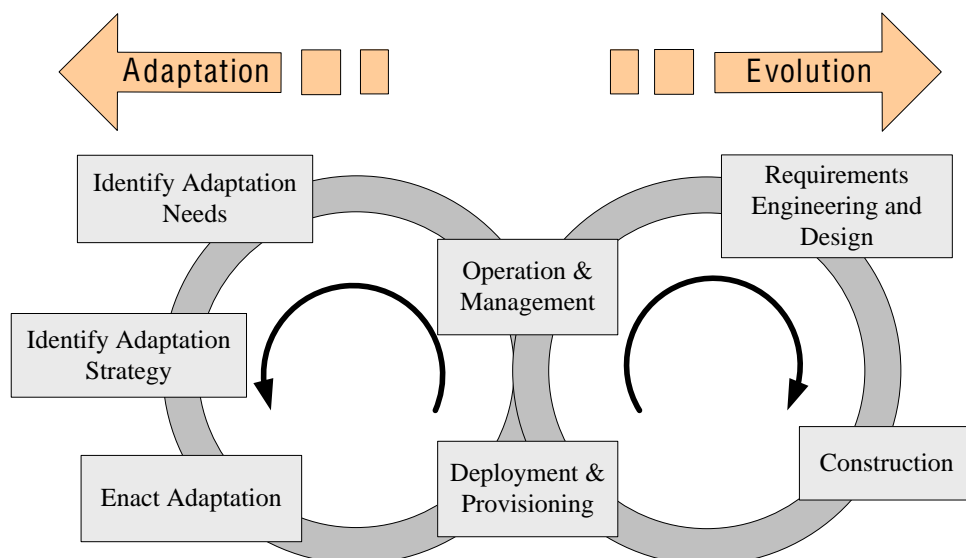 Adaptation
Evolution
Identify Adaptation
Needs
Requirements
Engineering and
Design
Operation &
Management
Identify Adaptation
Strategy
Enact Adaptation
Deployment &
Provisioning
Construction